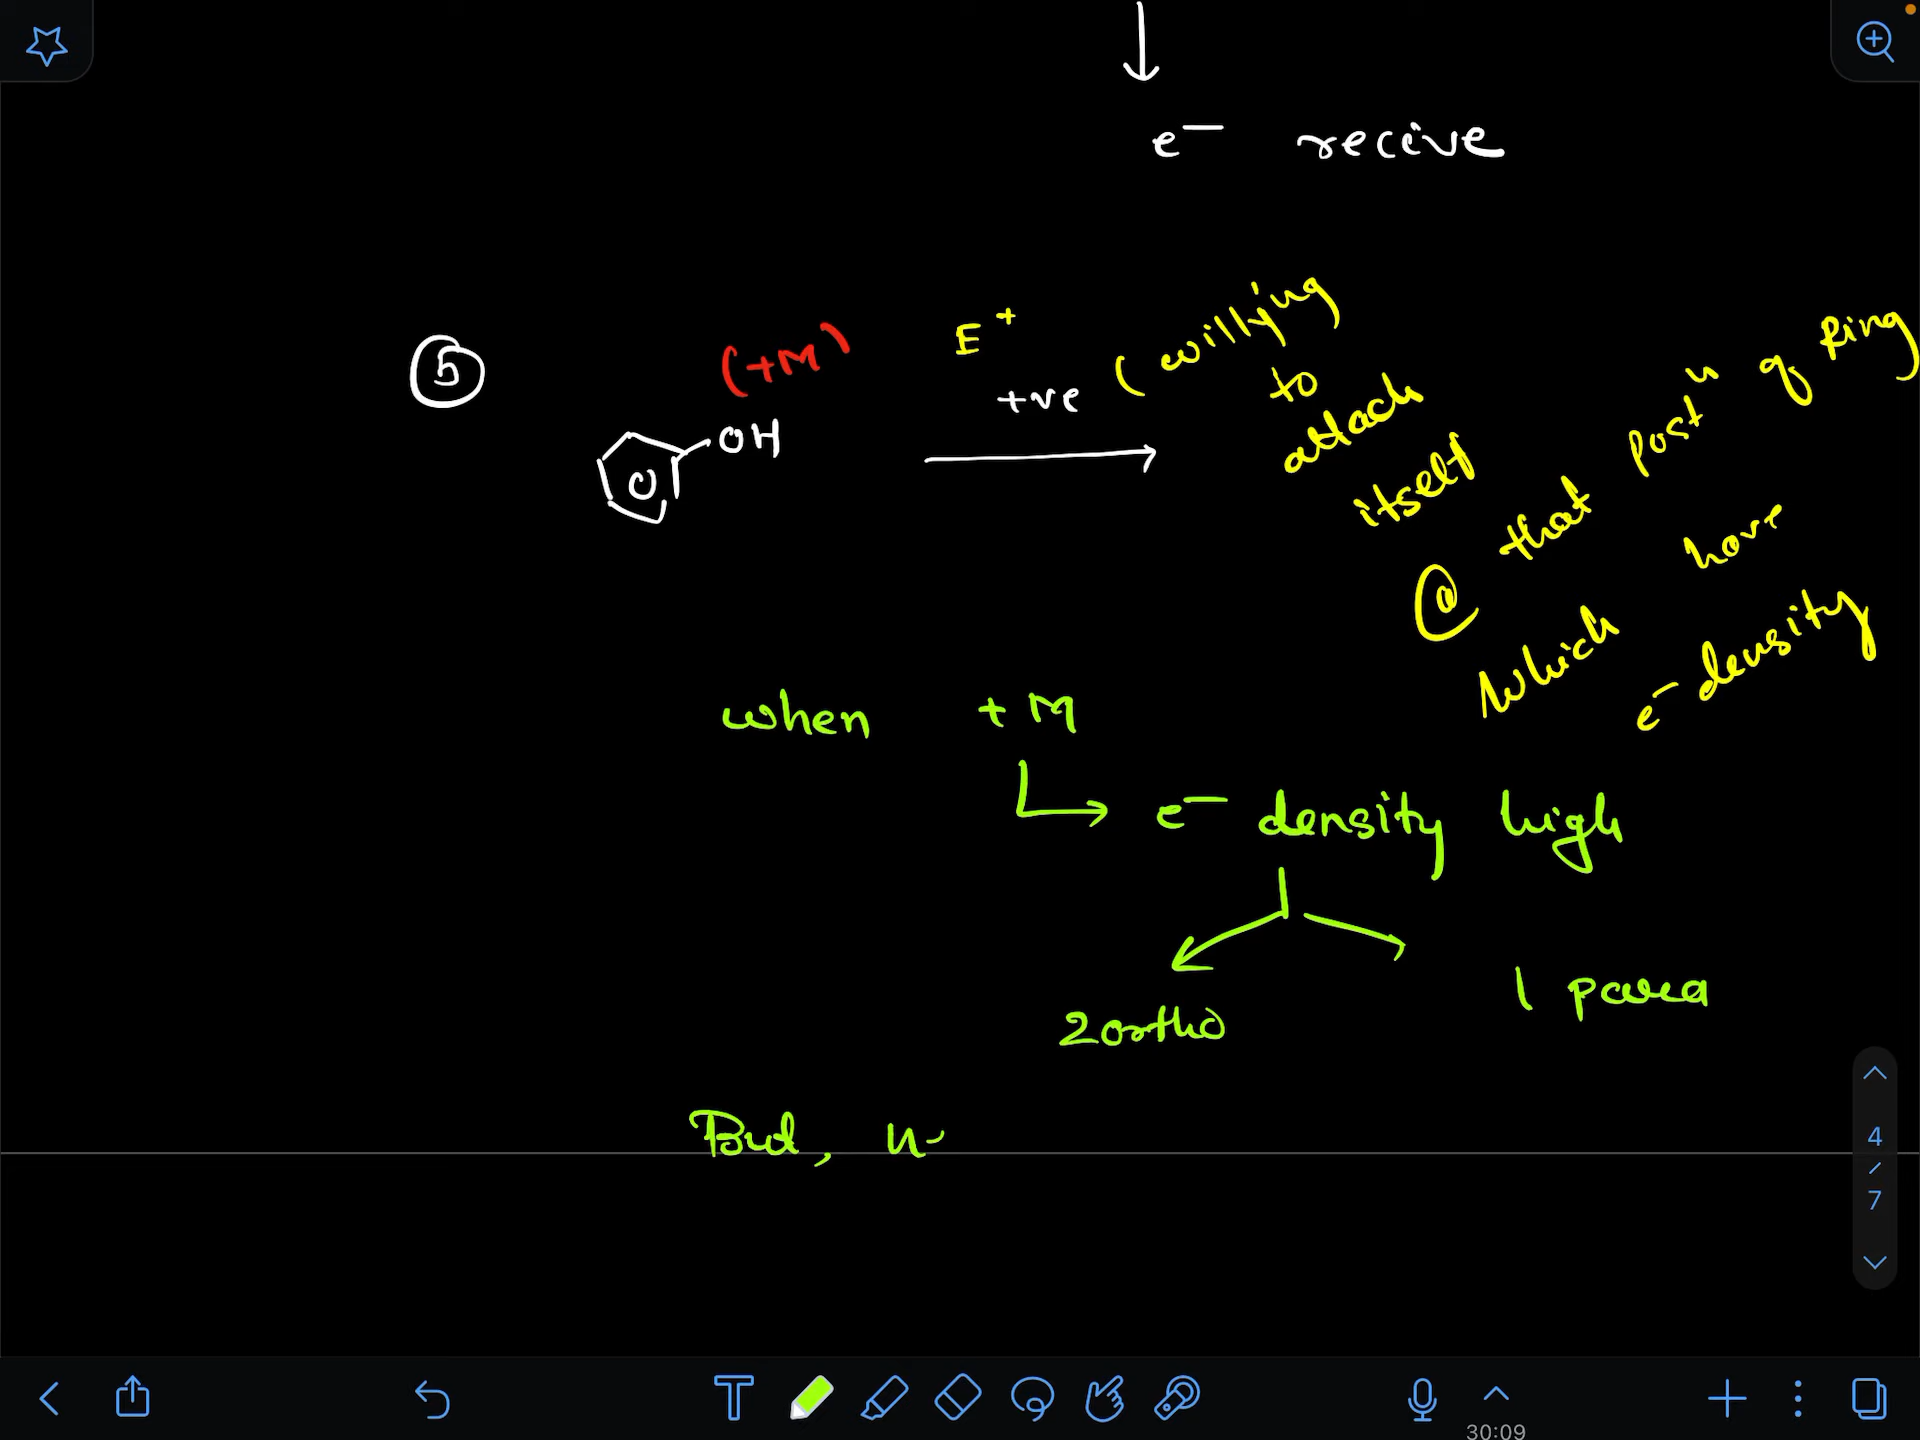 e⁻ recive
5
(+M)
E⁺
+ve
OH
(willying
to
attach
itself
@ that posⁿ of Ring
which have
e⁻ density
when +M
e⁻ density high
2ortho
1 para
But,
4
/
7
T
30:09